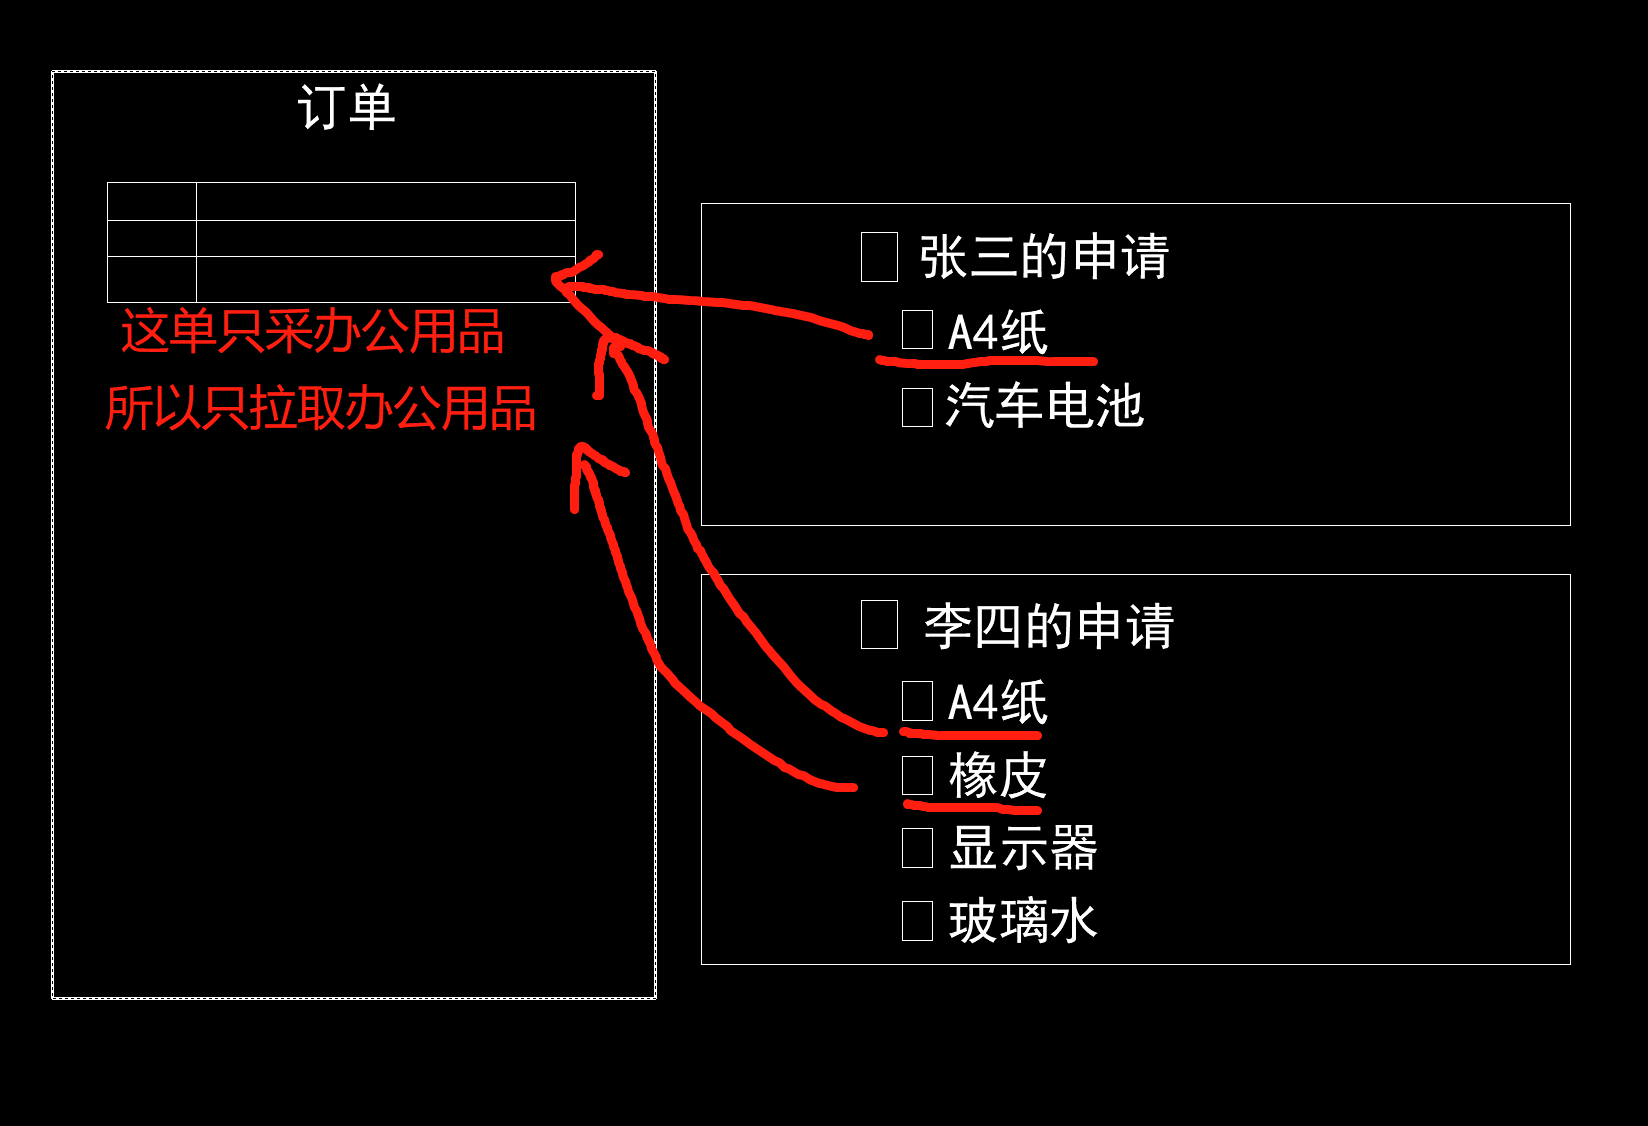 订单
这单只采办公用品
所以只拉取办公用品
张三的申请
A4纸
汽车电池
李四的申请
A4纸
橡皮
显示器
玻璃水